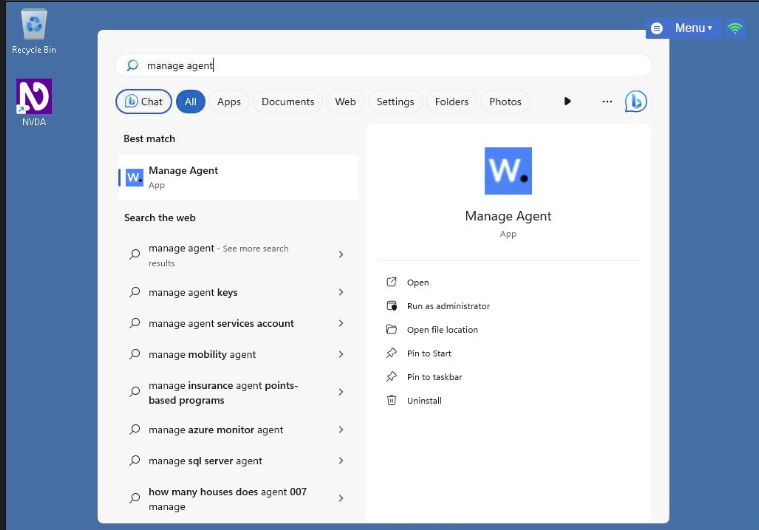 Recycle Bin
NVDA
Menu
manage agent
Chat
All
Apps
Documents
Web
Settings
Folders
Photos
Best match
Manage Agent
App
Search the web
manage agent - See more search
results
manage agent keys
manage agent services account
manage mobility agent
manage insurance agent points-
based programs
manage azure monitor agent
manage sql server agent
how many houses does agent 007
manage
W.
Manage Agent
App
Open
Run as administrator
Open file location
Pin to Start
Pin to taskbar
Uninstall